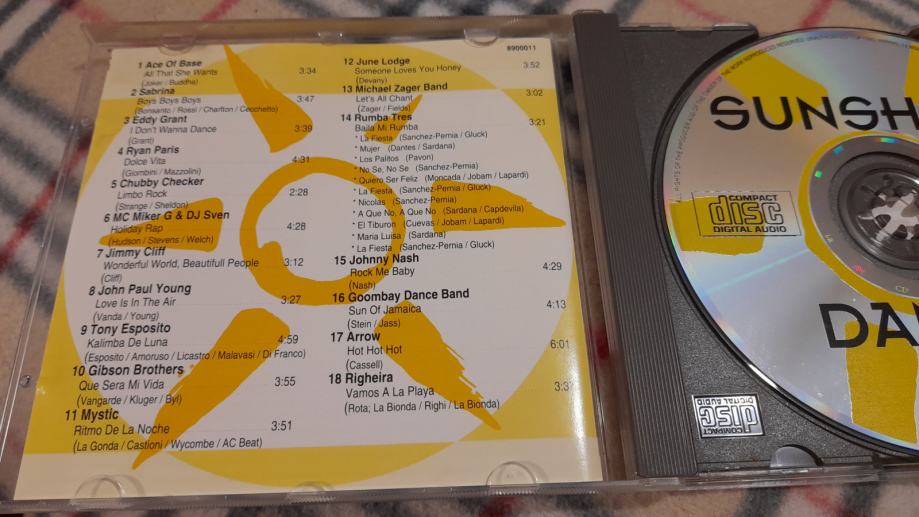 8900011
1 Ace Of Base
All That She Wants 3:34
(Joker / Buddha)
2 Sabrina
Boys Boys Boys 3:47
(Bonsanto / Rossi / Charlton / Cecchetto)
3 Eddy Grant
I Don't Wanna Dance 3:39
(Grant)
4 Ryan Paris
Dolce Vita 4:31
(Giombini / Mazzolini)
5 Chubby Checker
Limbo Rock 2:28
(Strange / Sheldon)
6 MC Miker G & DJ Sven
Holiday Rap 4:28
(Hudson / Stevens / Welch)
7 Jimmy Cliff
Wonderful World, Beautifull People 3:12
(Cliff)
8 John Paul Young
Love Is In The Air 3:27
(Vanda / Young)
9 Tony Esposito
Kalimba De Luna 4:59
(Esposito / Amoruso / Licastro / Malavasi / Di Franco)
10 Gibson Brothers
Que Sera Mi Vida 3:55
(Vangarde / Kluger / Byl)
11 Mystic
Ritmo De La Noche 3:51
(La Gonda / Castioni / Wycombe / AC Beat)
12 June Lodge
Someone Loves You Honey 3:52
(Devany)
13 Michael Zager Band
Let's All Chant 3:02
(Zager / Fields)
14 Rumba Tres
Baila Mi Rumba 3:21
* La Fiesta (Sanchez-Pernia / Gluck)
* Mujer (Dantes / Sardana)
* Los Palitos (Pavon)
* No Se, No Se (Sanchez-Pernia)
* Quiero Ser Feliz (Moncada / Jobam / Lapardi)
* La Fiesta (Sanchez-Pernia / Gluck)
* Nicolas (Sanchez-Pernia)
* A Que No, A Que No (Sardana / Capdevila)
* El Tiburon (Cuevas / Jobam / Lapardi)
* Maria Luisa (Sardana)
* La Fiesta (Sanchez-Pernia / Gluck)
15 Johnny Nash
Rock Me Baby 4:29
(Nash)
16 Goombay Dance Band
Sun Of Jamaica 4:13
(Stein / Jass)
17 Arrow
Hot Hot Hot 6:01
(Cassell)
18 Righeira
Vamos A La Playa
(Rota; La Bionda / Righi / La Bionda)
SUNSH
COMPACT
disc
DIGITAL AUDIO
DA
COMPACT
disc
DIGITAL AUDIO